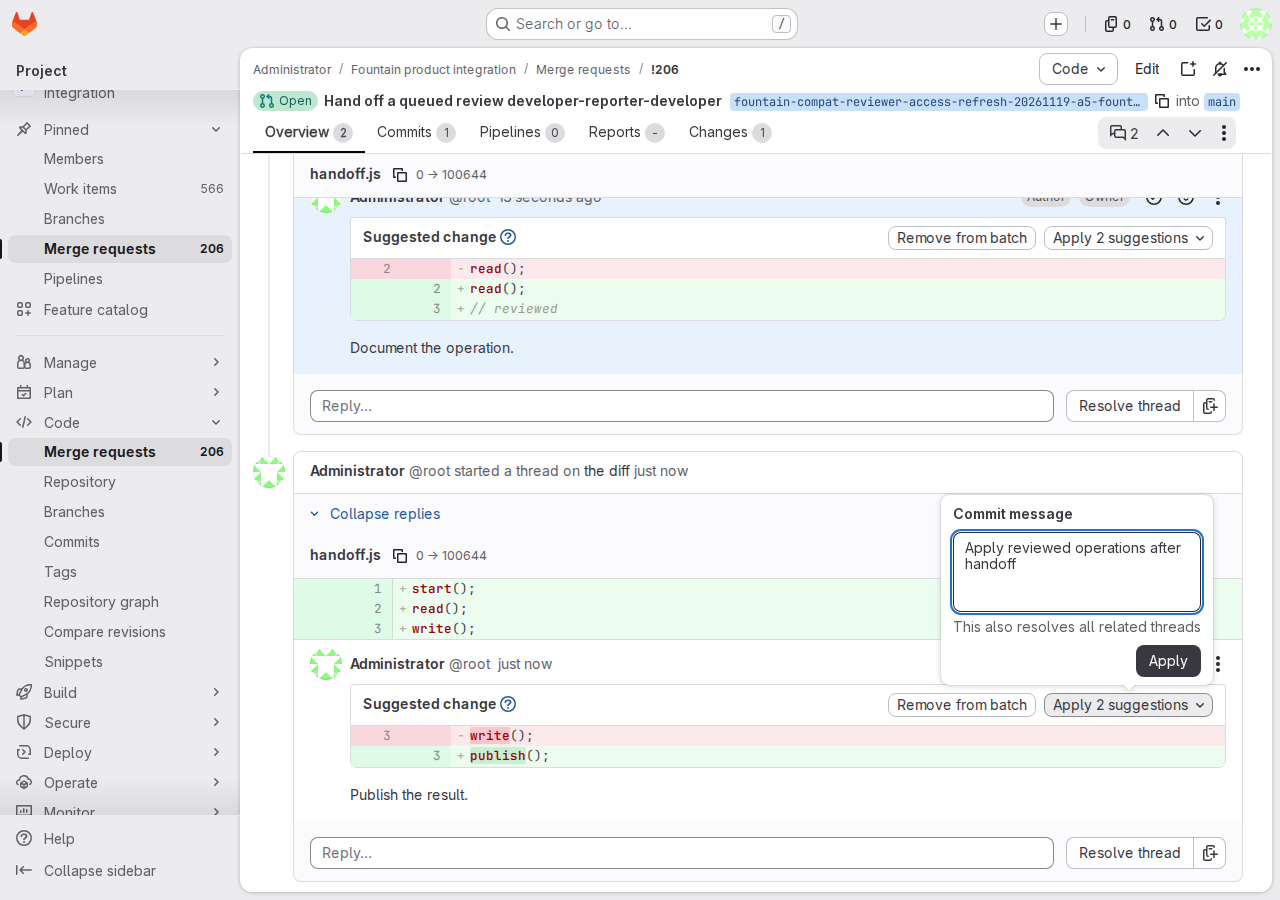 Search or go to...
/
0
0
0
Project
Integration
Pinned
Members
Work items 566
Branches
Merge requests 206
Pipelines
Feature catalog
Manage
Plan
Code
Merge requests 206
Repository
Branches
Commits
Tags
Repository graph
Compare revisions
Snippets
Build
Secure
Deploy
Operate
Monitor
Help
Collapse sidebar
Administrator / Fountain product integration / Merge requests / !206
Code
Edit
Open Hand off a queued review developer-reporter-developer fountain-compat-reviewer-access-refresh-20261119-a5-fount… into main
Overview 2
Commits 1
Pipelines 0
Reports -
Changes 1
2
handoff.js 0 → 100644
Administrator @root 15 seconds ago Author Owner
Suggested change Remove from batch Apply 2 suggestions
2 - read();
2 + read();
3 + // reviewed
Document the operation.
Reply…
Resolve thread
Administrator @root started a thread on the diff just now
Collapse replies
handoff.js 0 → 100644
1 + start();
2 + read();
3 + write();
Commit message
Apply reviewed operations after
handoff
This also resolves all related threads
Apply
Administrator @root just now
Suggested change Remove from batch Apply 2 suggestions
3 - write();
3 + publish();
Publish the result.
Reply…
Resolve thread